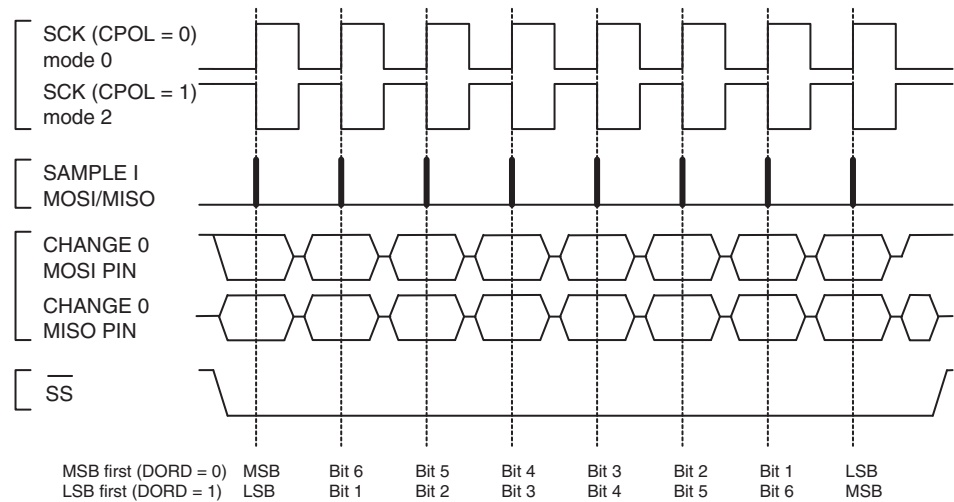 SCK (CPOL = 0)
mode 0
SCK (CPOL = 1)
mode 2
SAMPLE I
MOSI/MISO
CHANGE 0
MOSI PIN
CHANGE 0
MISO PIN
SS
MSB first (DORD = 0) MSB Bit 6 Bit 5 Bit 4 Bit 3 Bit 2 Bit 1 LSB
LSB first (DORD = 1) LSB Bit 1 Bit 2 Bit 3 Bit 4 Bit 5 Bit 6 MSB